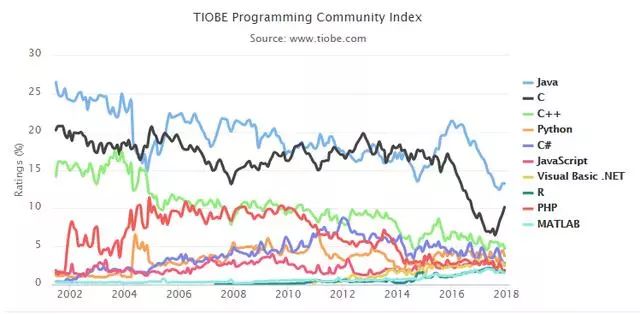 TIOBE Programming Community Index
Source: www.tiobe.com
30
25
20
15
10
5
0
Ratings (%)
2002 2004 2006 2008 2010 2012 2014 2016 2018
Java
C
C++
Python
C#
JavaScript
Visual Basic .NET
R
PHP
MATLAB